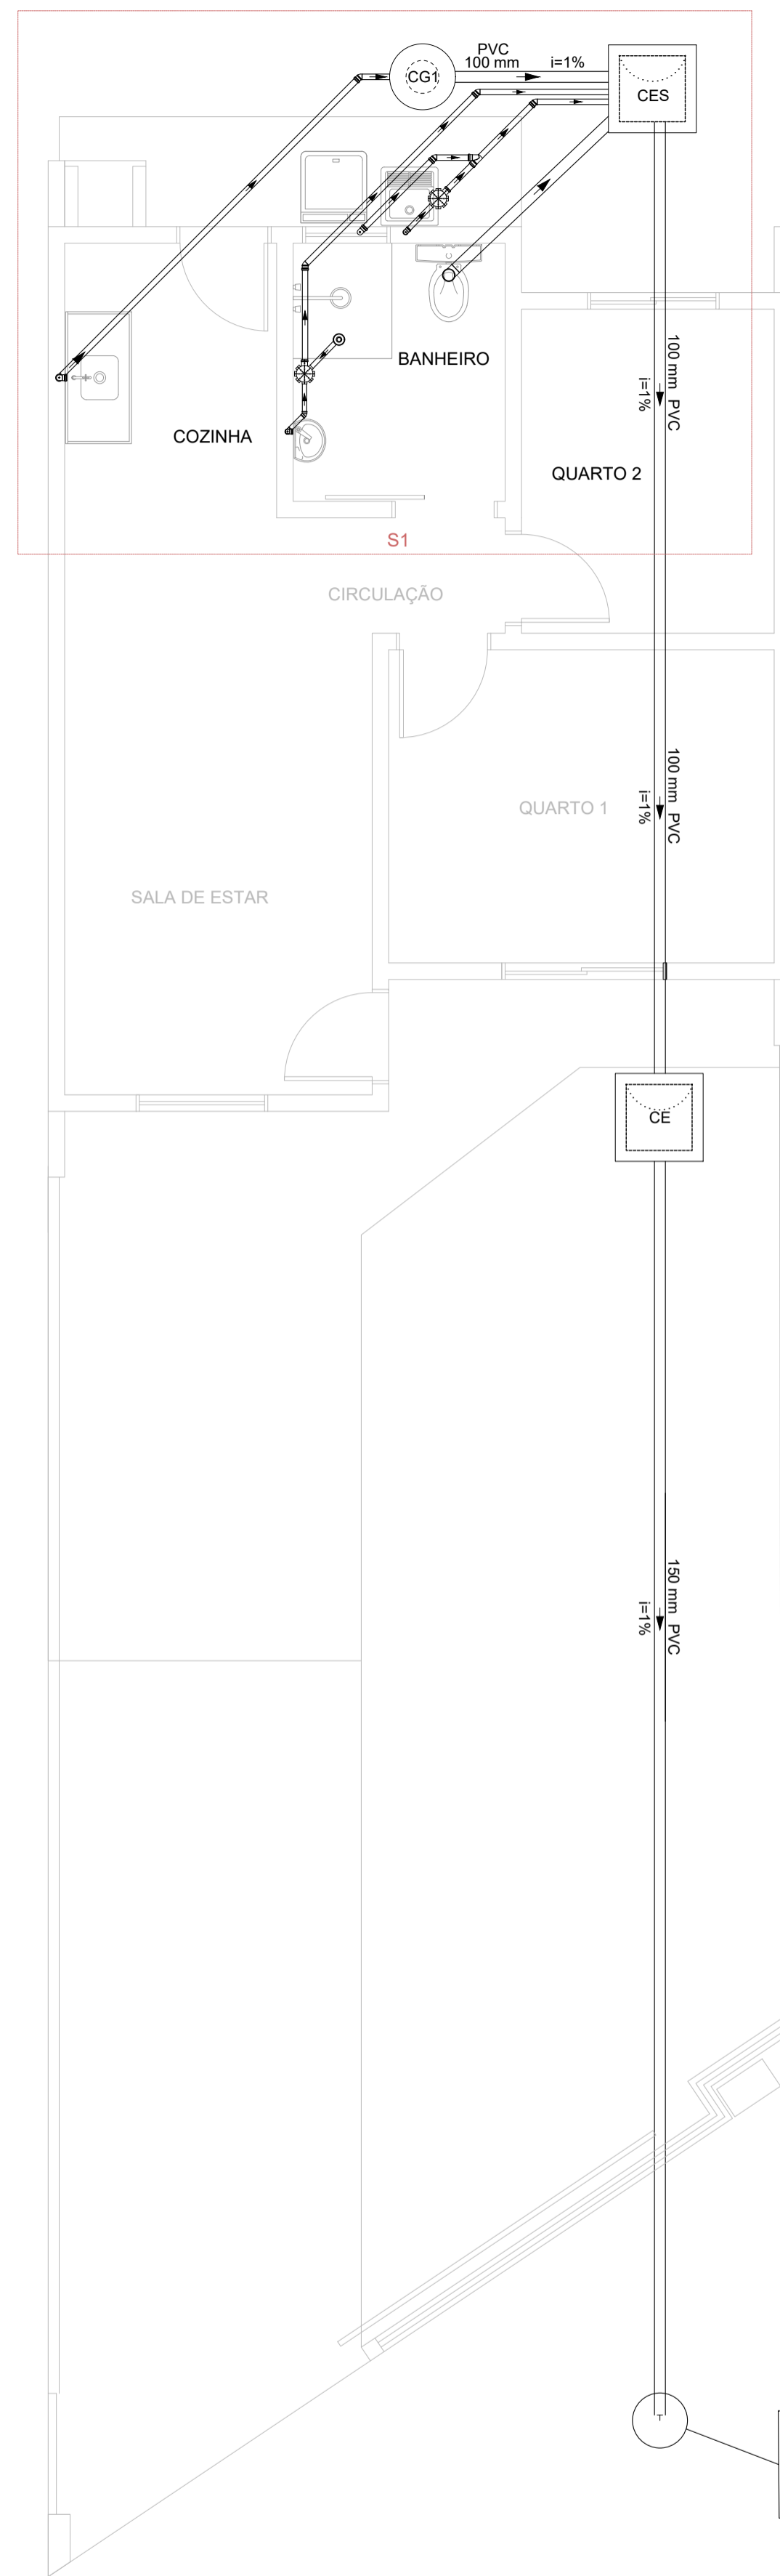 PVC
100 mm
i=1%
CG1
CES
BANHEIRO
COZINHA
100 mm PVC
i=1%
QUARTO 2
S1
CIRCULAÇÃO
100 mm PVC
i=1%
QUARTO 1
SALA DE ESTAR
CE
150 mm PVC
i=1%
T